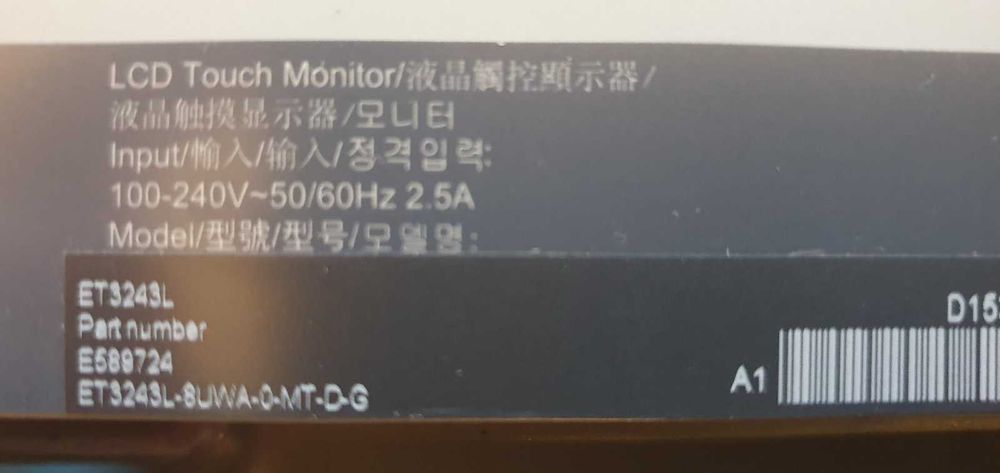 LCD Touch Monitor/液晶觸控顯示器/
液晶触摸显示器/모니터
Input/輸入/输入/정격입력:
100-240V~50/60Hz 2.5A
Model/型號/型号/모델명:
ET3243L
Part number
E589724
ET3243L-8UWA-0-MT-D-G
D15
A1